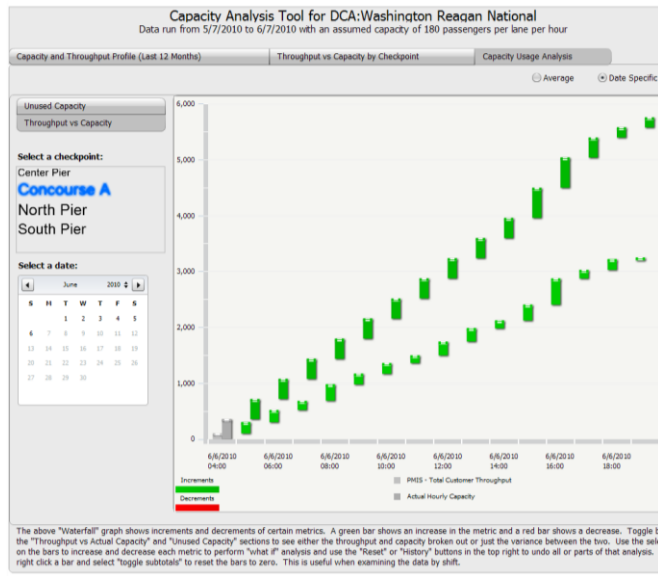 Capacity Analysis Tool for DCA:Washington Reagan National
Data run from 5/7/2010 to 6/7/2010 with an assumed capacity of 180 passengers per lane per hour
Capacity and Throughput Profile (Last 12 Months) Throughput vs Capacity by Checkpoint Capacity Usage Analysis
Average Date Specific
Unused Capacity
Throughput vs Capacity
Select a checkpoint:
Center Pier
Concourse A
North Pier
South Pier
Select a date:
June 2010
S M T W T F S
1 2 3 4 5
6 7 8 9 10 11 12
13 14 15 16 17 18 19
20 21 22 23 24 25 26
27 28 29 30
6,000
5,000
4,000
3,000
2,000
1,000
0
6/6/2010 6/6/2010 6/6/2010 6/6/2010 6/6/2010 6/6/2010 6/6/2010 6/6/2010
04:00 06:00 08:00 10:00 12:00 14:00 16:00 18:00
Increments
Decrements
PMIS - Total Customer Throughput
Actual Hourly Capacity
The above "Waterfall" graph shows increments and decrements of certain metrics. A green bar shows an increase in the metric and a red bar shows a decrease. Toggle b
the "Throughput vs Actual Capacity" and "Unused Capacity" sections to see either the throughput and capacity broken out or just the variance between the two. Use the sele
on the bars to increase and decrease each metric to perform "what if" analysis and use the "Reset" or "History" buttons in the top right to undo all or parts of that analysis.
right click a bar and select "toggle subtotals" to reset the bars to zero. This is useful when examining the data by shift.